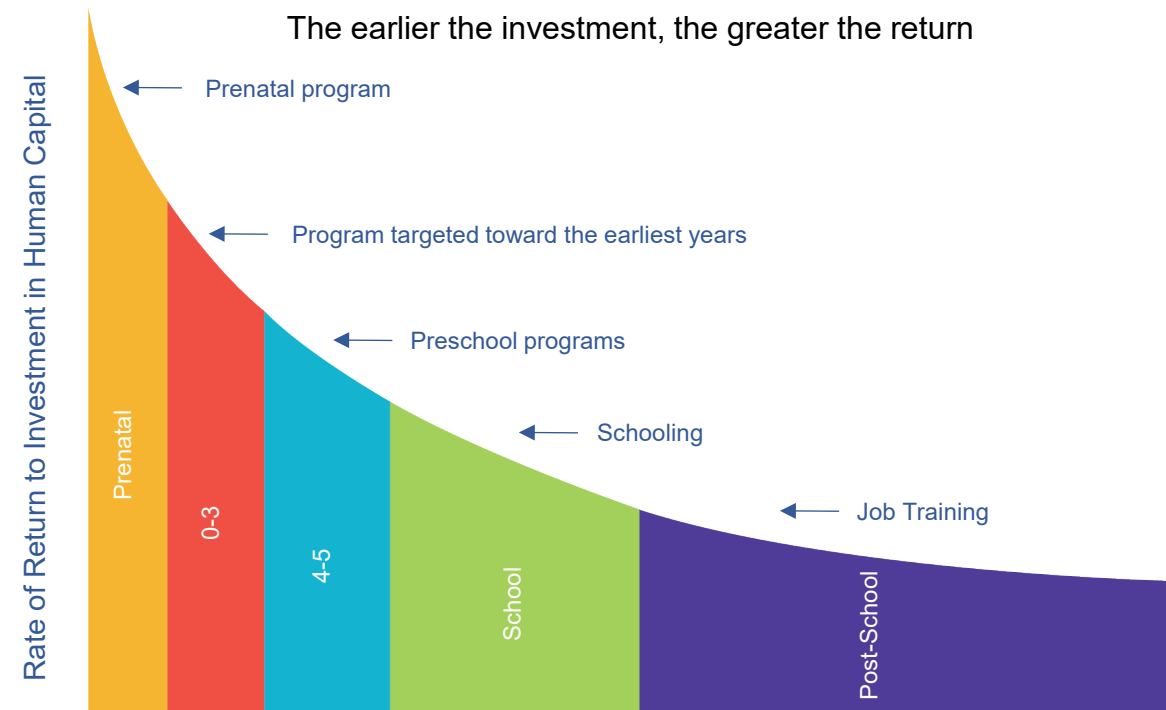 The earlier the investment, the greater the return
Rate of Return to Investment in Human Capital
Prenatal program
Program targeted toward the earliest years
Preschool programs
Schooling
Job Training
Prenatal
0-3
4-5
School
Post-School